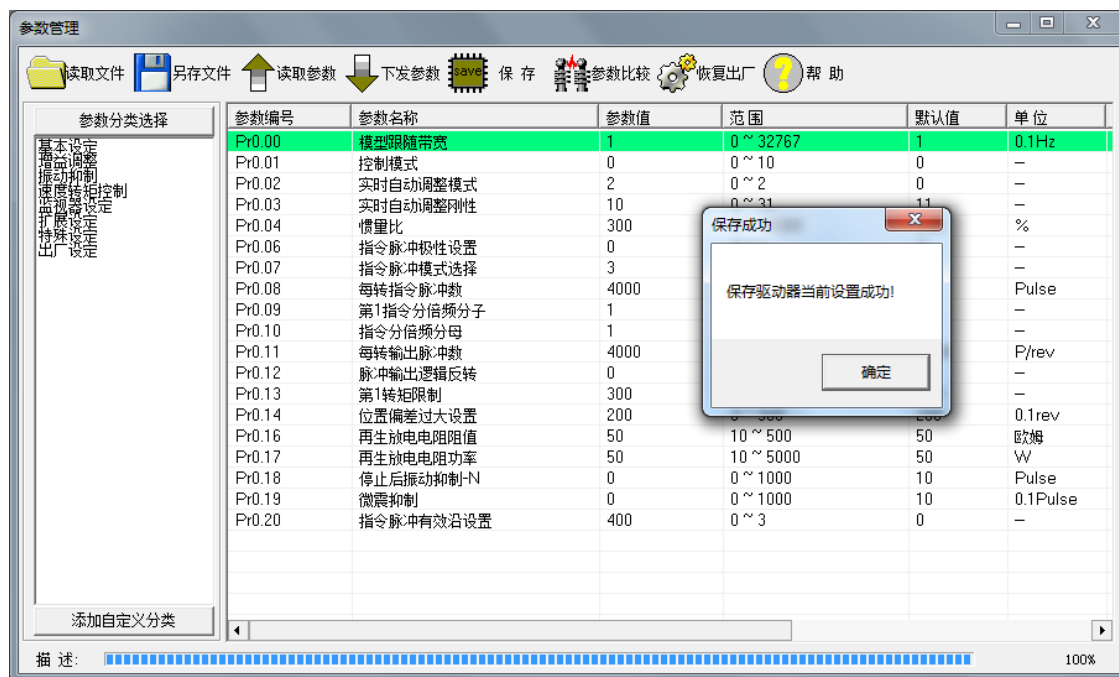 参数管理
读取文件 另存文件 读取参数 下发参数 save 保 存 参数比较 恢复出厂 ? 帮 助
参数分类选择
基本设定
增益调整
振动抑制
速度转矩控制
监视器设定
扩展设定
特殊设定
出厂设定
添加自定义分类
参数编号 参数名称 参数值 范围 默认值 单位
Pr0.00 模型跟随带宽 1 0 ~ 32767 1 0.1Hz
Pr0.01 控制模式 0 0 ~ 10 0 —
Pr0.02 实时自动调整模式 2 0 ~ 2 0 —
Pr0.03 实时自动调整刚性 10 0 ~ 31 11 —
Pr0.04 惯量比 300 %
Pr0.06 指令脉冲极性设置 0 —
Pr0.07 指令脉冲模式选择 3 —
Pr0.08 每转指令脉冲数 4000 Pulse
Pr0.09 第1指令分倍频分子 1 —
Pr0.10 指令分倍频分母 1 —
Pr0.11 每转输出脉冲数 4000 P/rev
Pr0.12 脉冲输出逻辑反转 0 —
Pr0.13 第1转矩限制 300 —
Pr0.14 位置偏差过大设置 200 0.1rev
Pr0.16 再生放电电阻阻值 50 10 ~ 500 50 欧姆
Pr0.17 再生放电电阻功率 50 10 ~ 5000 50 W
Pr0.18 停止后振动抑制-N 0 0 ~ 1000 10 Pulse
Pr0.19 微震抑制 0 0 ~ 1000 10 0.1Pulse
Pr0.20 指令脉冲有效沿设置 400 0 ~ 3 0 —
保存成功
保存驱动器当前设置成功!
确定
描 述: 100%